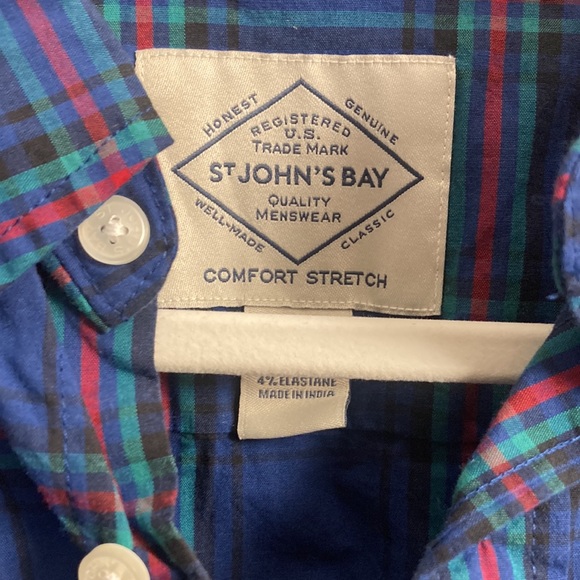 HONEST GENUINE
REGISTERED
U.S.
TRADE MARK
ST JOHN'S BAY
QUALITY
MENSWEAR
WELL-MADE CLASSIC
COMFORT STRETCH
4% ELASTANE
MADE IN INDIA